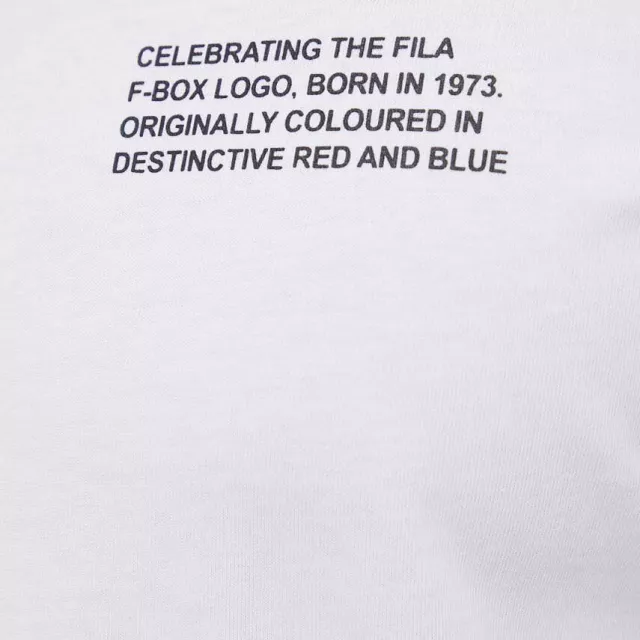 CELEBRATING THE FILA
F-BOX LOGO, BORN IN 1973.
ORIGINALLY COLOURED IN
DESTINCTIVE RED AND BLUE